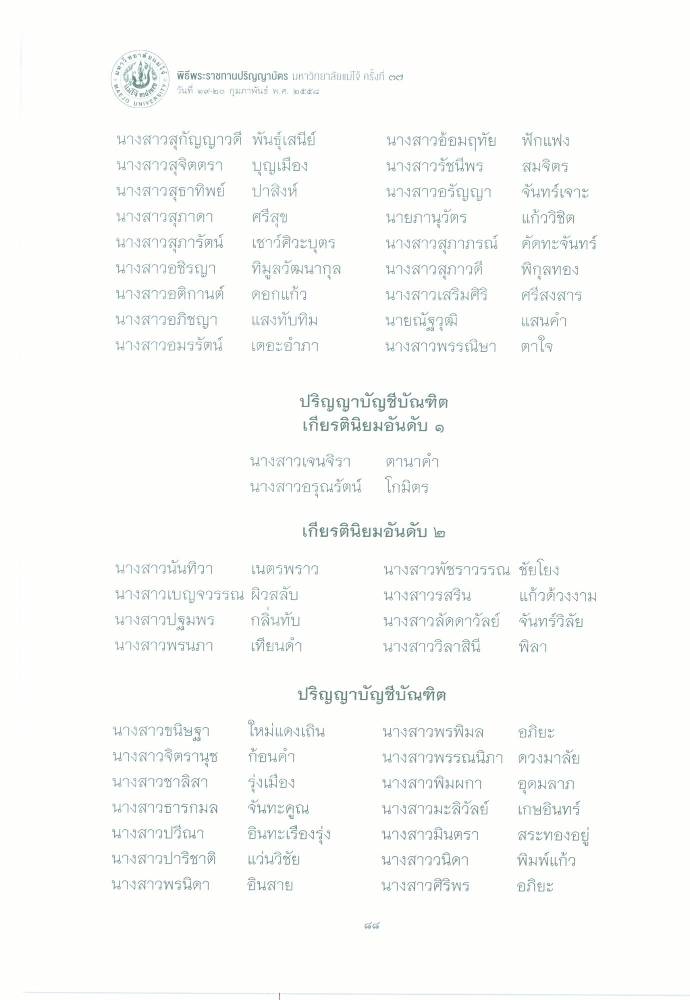 มหาวิทยาลัยแม่โจ้
แม่โจ้ ๒๔๗๗
MAEJO UNIVERSITY
พิธีพระราชทานปริญญาบัตร มหาวิทยาลัยแม่โจ้ ครั้งที่ ๓๗
วันที่ ๑๙-๒๐ กุมภาพันธ์ พ.ศ. ๒๕๕๘
นางสาวสุกัญญาวดี พันธุ์เสนีย์ นางสาวอ้อมฤทัย ฟักแฟง
นางสาวสุจิตตรา บุญเมือง นางสาวรัชนีพร สมจิตร
นางสาวสุธาทิพย์ ปาสิงห์ นางสาวอรัญญา จันทร์เจาะ
นางสาวสุภาดา ศรีสุข นายภานุวัตร แก้ววิชิต
นางสาวสุภารัตน์ เชาว์ศิวะบุตร นางสาวสุภาภรณ์ คัดทะจันทร์
นางสาวอชิรญา ทิมูลวัฒนากุล นางสาวสุภาวดี พิกุลทอง
นางสาวอติกานต์ ดอกแก้ว นางสาวเสริมศิริ ศรีสงสาร
นางสาวอภิชญา แสงทับทิม นายณัฐวุฒิ แสนคำ
นางสาวอมรรัตน์ เตอะอำภา นางสาวพรรณิษา ตาใจ
ปริญญาบัญชีบัณฑิต
เกียรตินิยมอันดับ ๑
นางสาวเจนจิรา ตานาคำ
นางสาวอรุณรัตน์ โกมิตร
เกียรตินิยมอันดับ ๒
นางสาวนันทิวา เนตรพราว นางสาวพัชราวรรณ ชัยโยง
นางสาวเบญจวรรณ ผิวสลับ นางสาวรสริน แก้วด้วงงาม
นางสาวปฐมพร กลิ่นทับ นางสาวลัดดาวัลย์ จันทร์วิลัย
นางสาวพรนภา เทียนดำ นางสาววิลาสินี พิลา
ปริญญาบัญชีบัณฑิต
นางสาวขนิษฐา ใหม่แดงเถิน นางสาวพรพิมล อภิยะ
นางสาวจิตรานุช ก้อนคำ นางสาวพรรณนิภา ดวงมาลัย
นางสาวชาลิสา รุ่งเมือง นางสาวพิมผกา อุดมลาภ
นางสาวธารกมล จันทะคูณ นางสาวมะลิวัลย์ เกษอินทร์
นางสาวปวีณา อินทะเรืองรุ่ง นางสาวมินตรา สระทองอยู่
นางสาวปาริชาติ แว่นวิชัย นางสาววนิดา พิมพ์แก้ว
นางสาวพรนิดา อินสาย นางสาวศิริพร อภิยะ
๘๘